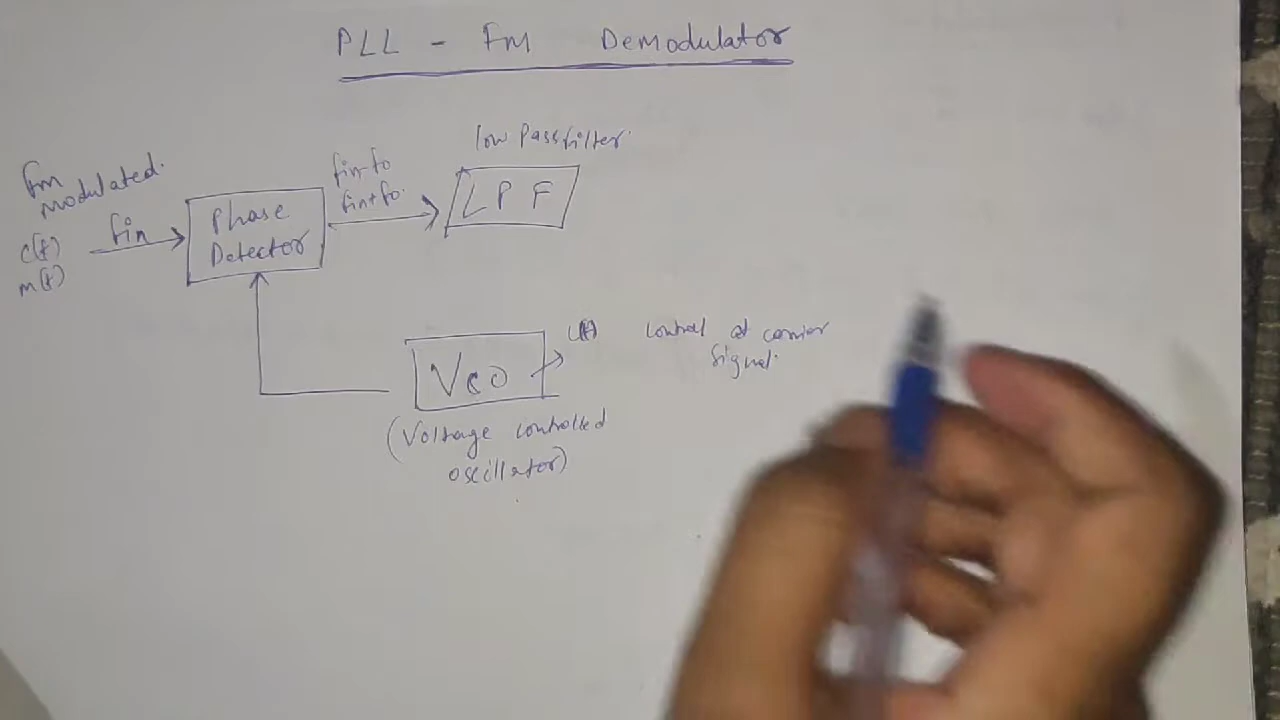 PLL - Fm Demodulator
low Pass filter
Fm
modulated.
c(t)
m(t)
fin
Phase
Detector
fin-fo
fin+fo.
LPF
VCO
control at carrier
signal.
(Voltage controlled
oscillator)